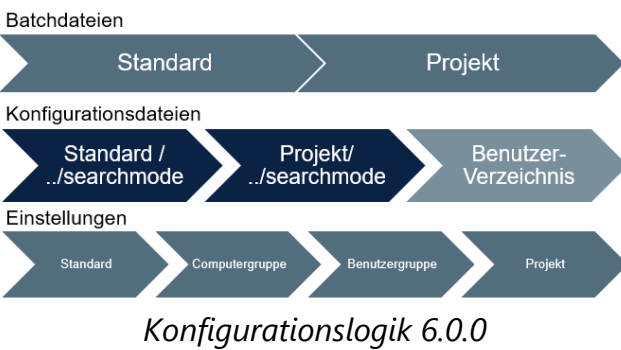 Batchdateien
Standard
Projekt
Konfigurationsdateien
Standard /
../searchmode
Projekt/
../searchmode
Benutzer-
Verzeichnis
Einstellungen
Standard
Computergruppe
Benutzergruppe
Projekt
Konfigurationslogik 6.0.0